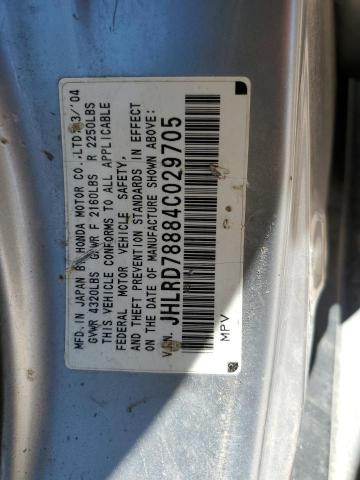 MFD.IN JAPAN BY HONDA MOTOR CO.,LTD. 3/'04
GVWR 4320LBS GAWR F 2160LBS R 2250LBS
THIS VEHICLE CONFORMS TO ALL APPLICABLE
FEDERAL MOTOR VEHICLE SAFETY,
AND THEFT PREVENTION STANDARDS IN EFFECT
ON THE DATE OF MANUFACTURE SHOWN ABOVE.
V.I.N. JHLRD78884C029705
MPV